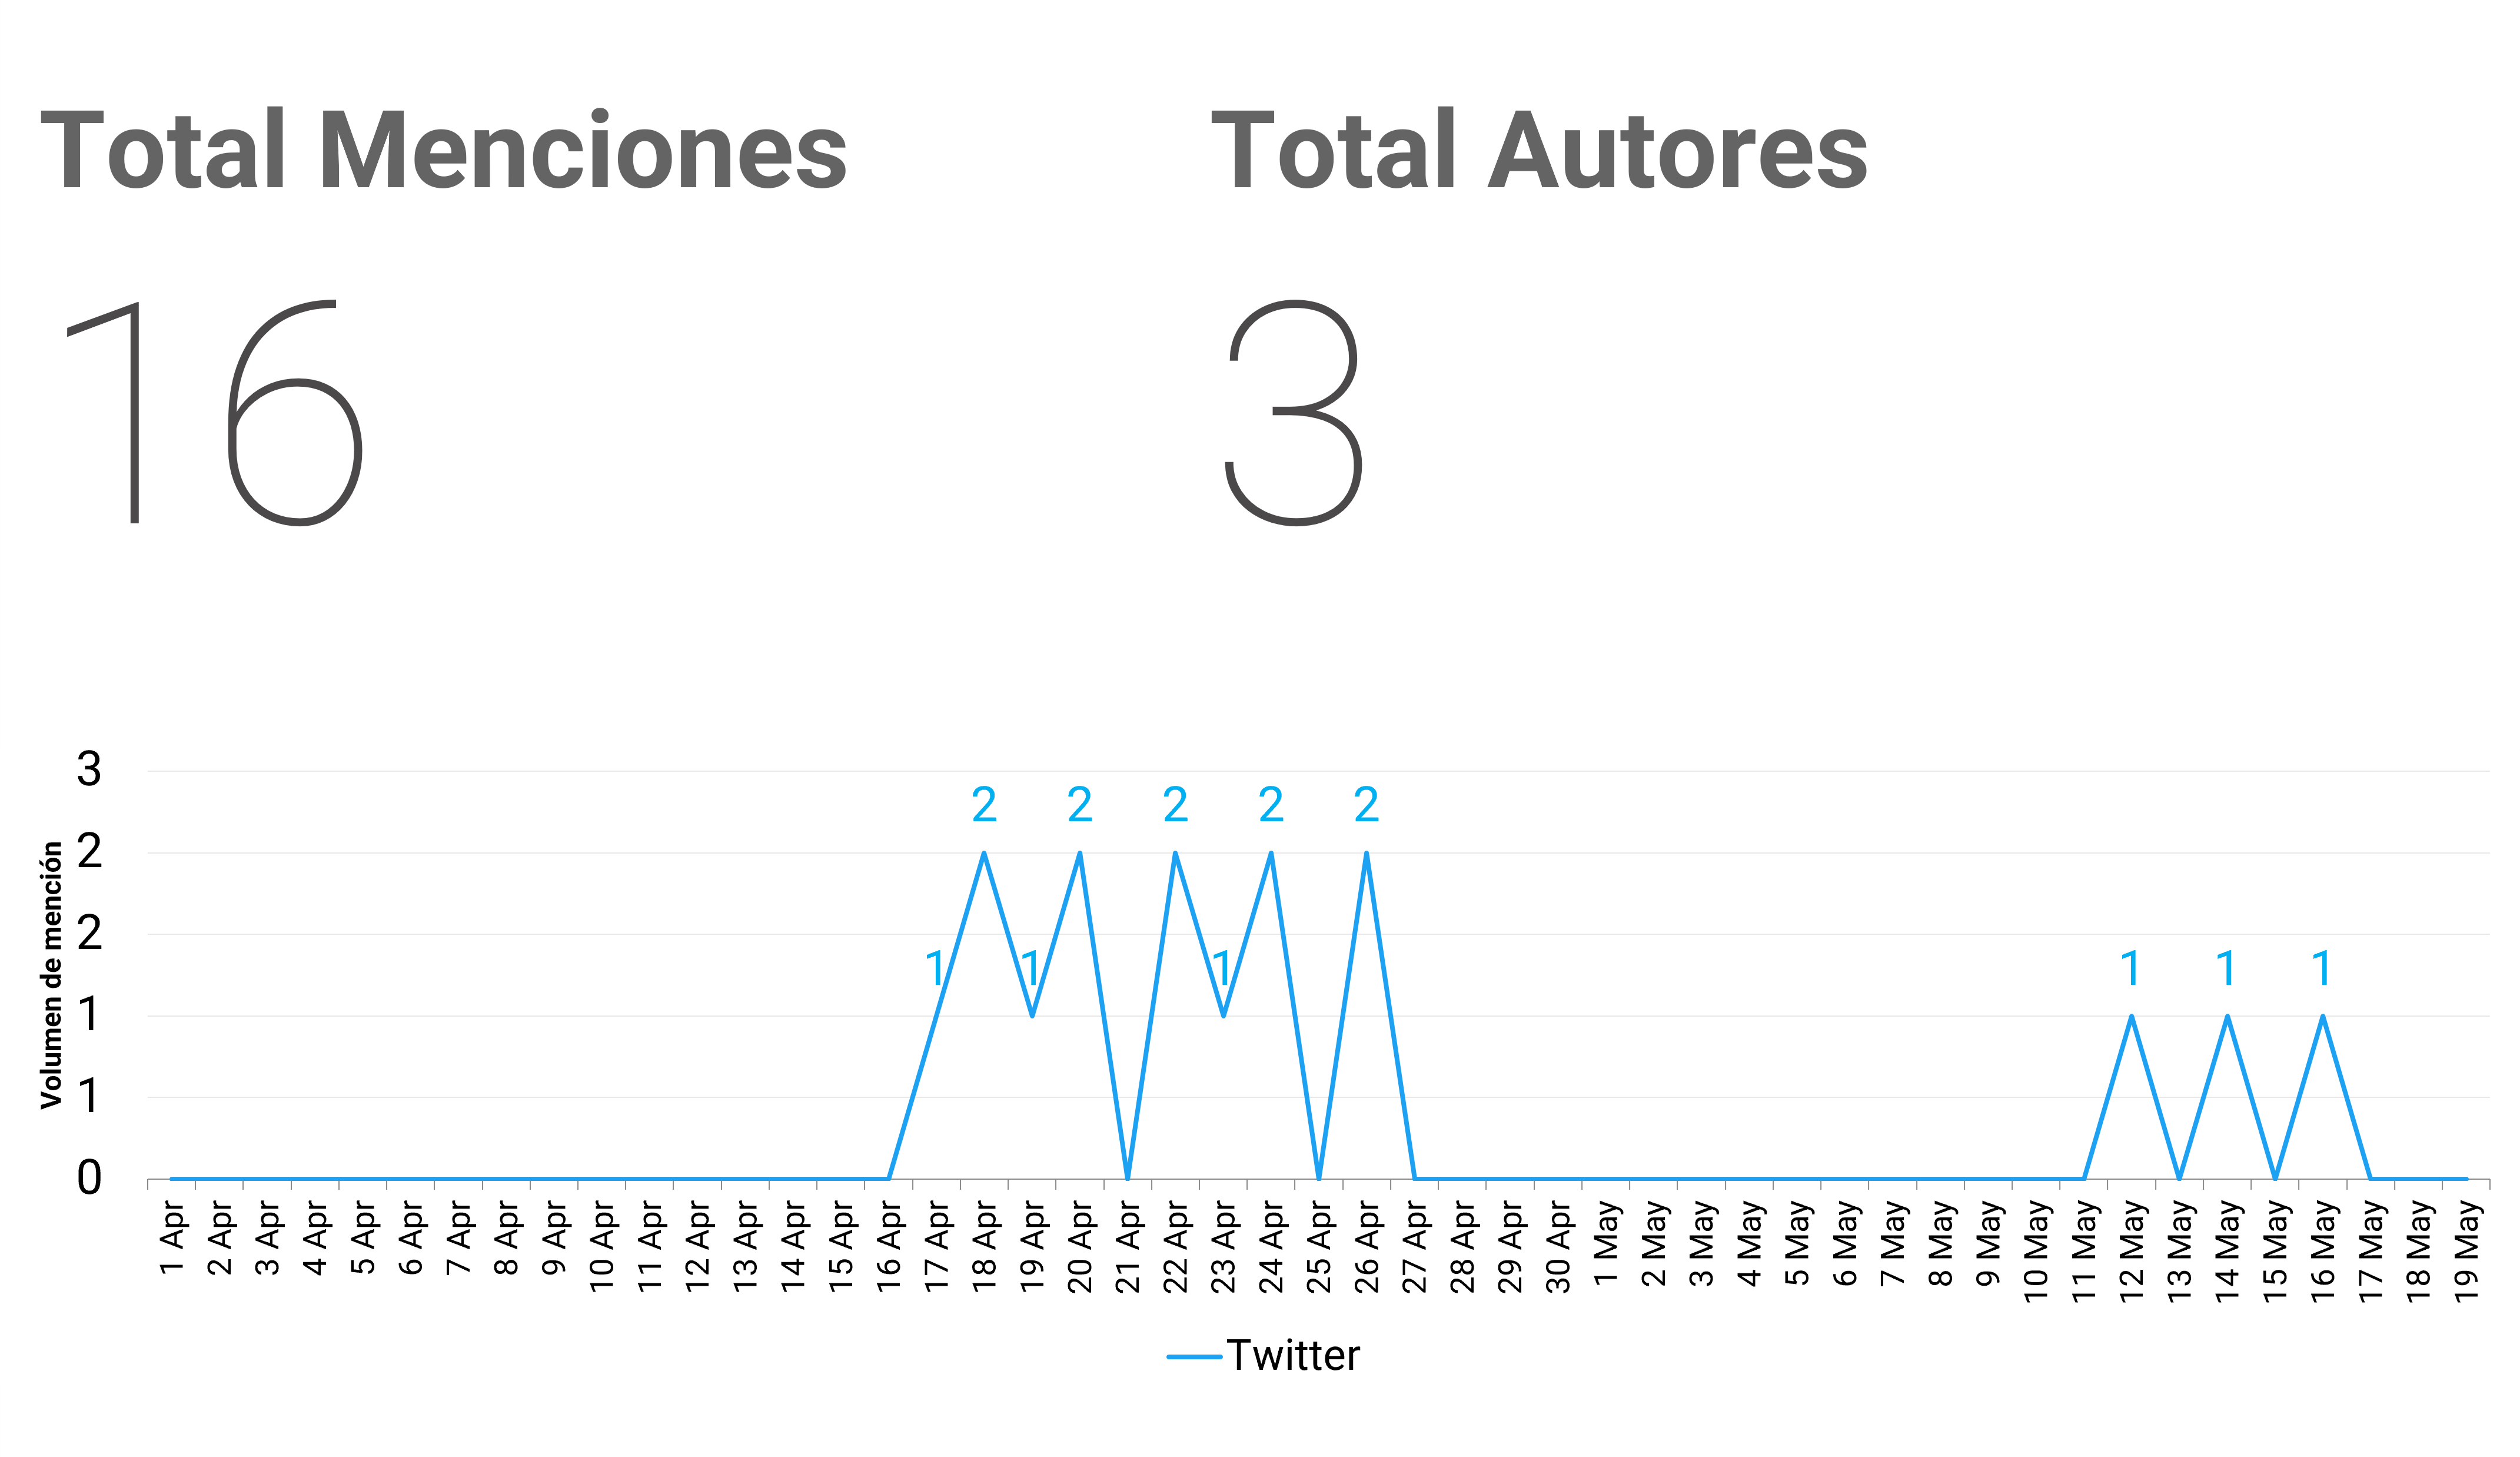 Total Menciones
Total Autores
16
3
Volumen de mención
3
2
2
1
1
0
1
2
1
2
2
1
2
2
1
1
1
1 Apr
2 Apr
3 Apr
4 Apr
5 Apr
6 Apr
7 Apr
8 Apr
9 Apr
10 Apr
11 Apr
12 Apr
13 Apr
14 Apr
15 Apr
16 Apr
17 Apr
18 Apr
19 Apr
20 Apr
21 Apr
22 Apr
23 Apr
24 Apr
25 Apr
26 Apr
27 Apr
28 Apr
29 Apr
30 Apr
1 May
2 May
3 May
4 May
5 May
6 May
7 May
8 May
9 May
10 May
11 May
12 May
13 May
14 May
15 May
16 May
17 May
18 May
19 May
Twitter